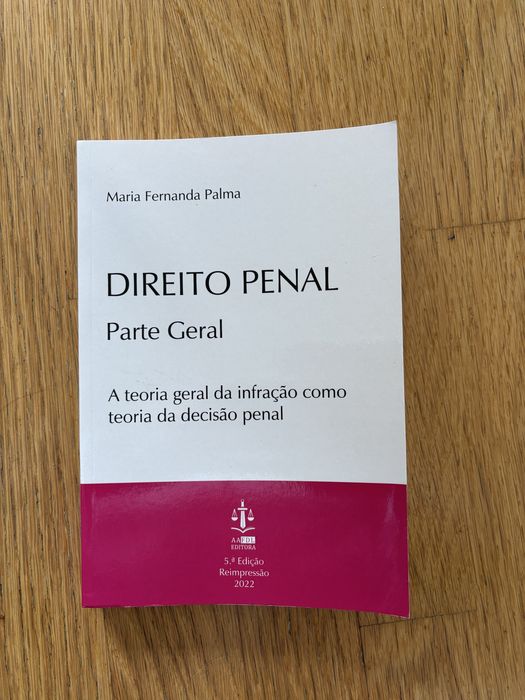 Maria Fernanda Palma
DIREITO PENAL
Parte Geral
A teoria geral da infração como
teoria da decisão penal
AAFDL
EDITORA
5.ª Edição
Reimpressão
2022